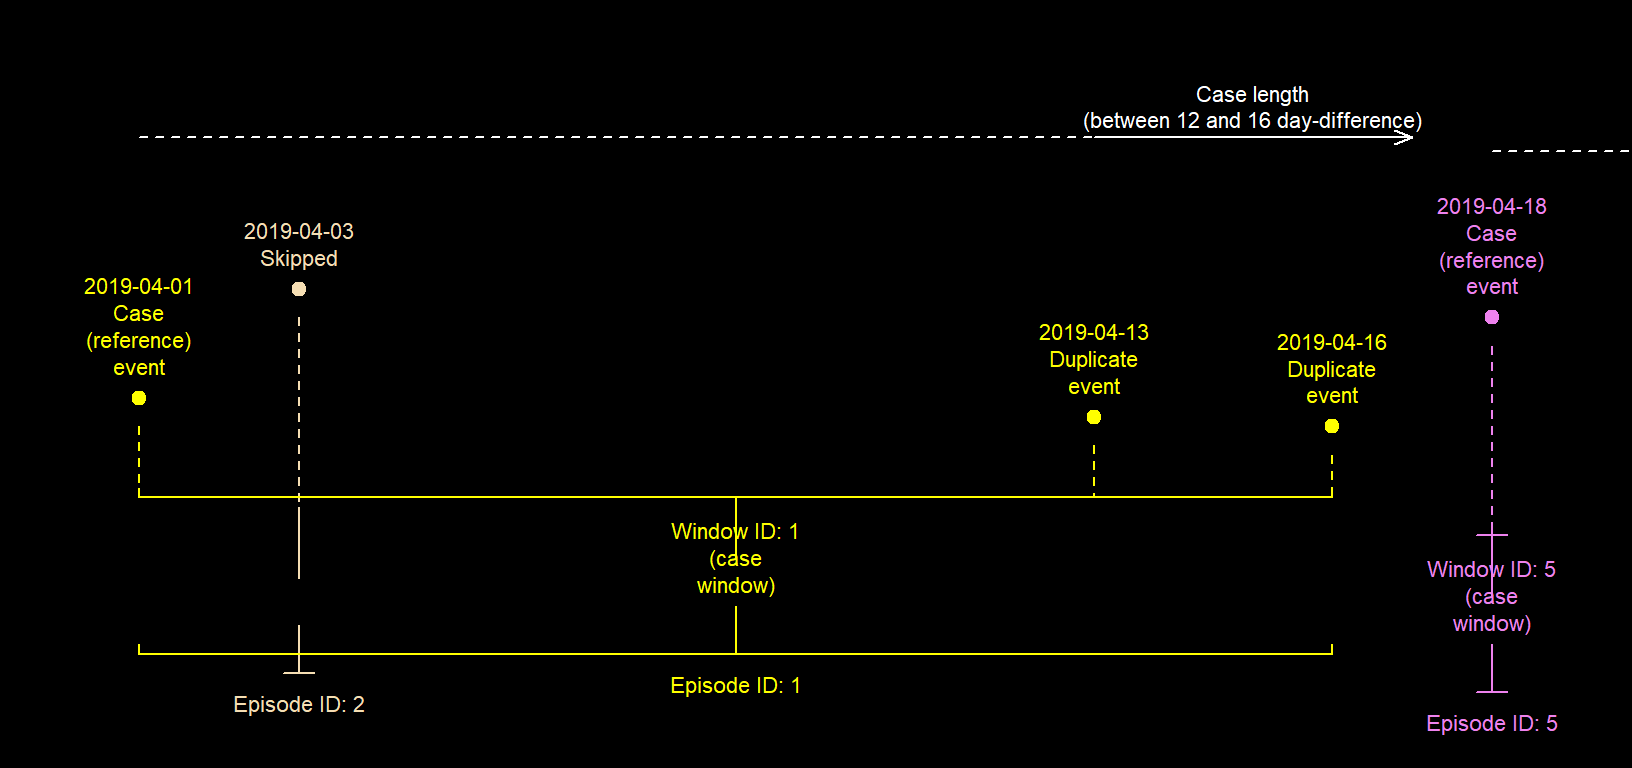 Case length
(between 12 and 16 day-difference)
2019-04-01
Case
(reference)
event
2019-04-03
Skipped
2019-04-13
Duplicate
event
2019-04-16
Duplicate
event
2019-04-18
Case
(reference)
event
Window ID: 1
(case
window)
Window ID: 5
(case
window)
Episode ID: 2
Episode ID: 1
Episode ID: 5